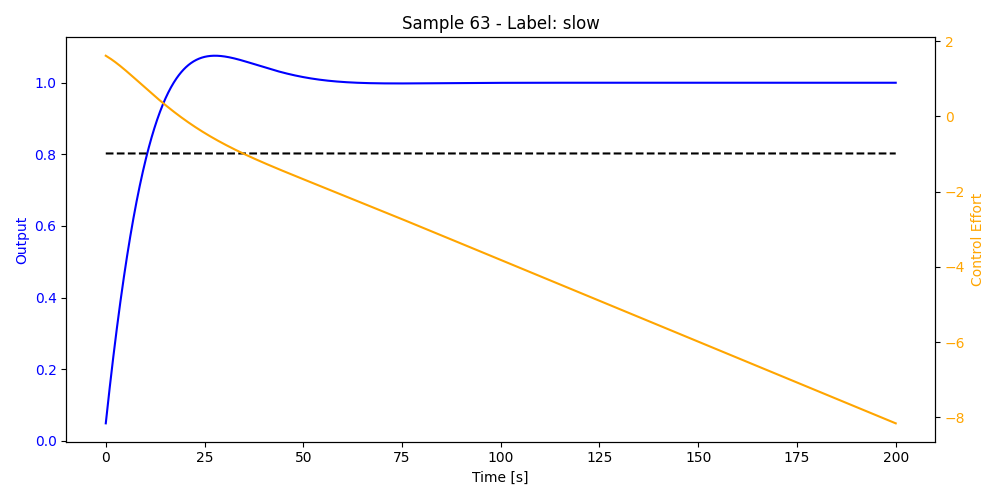 Sample 63 - Label: slow
Output
1.0
0.8
0.6
0.4
0.2
0.0
2
0
−2
−4
−6
−8
Control Effort
0 25 50 75 100 125 150 175 200
Time [s]